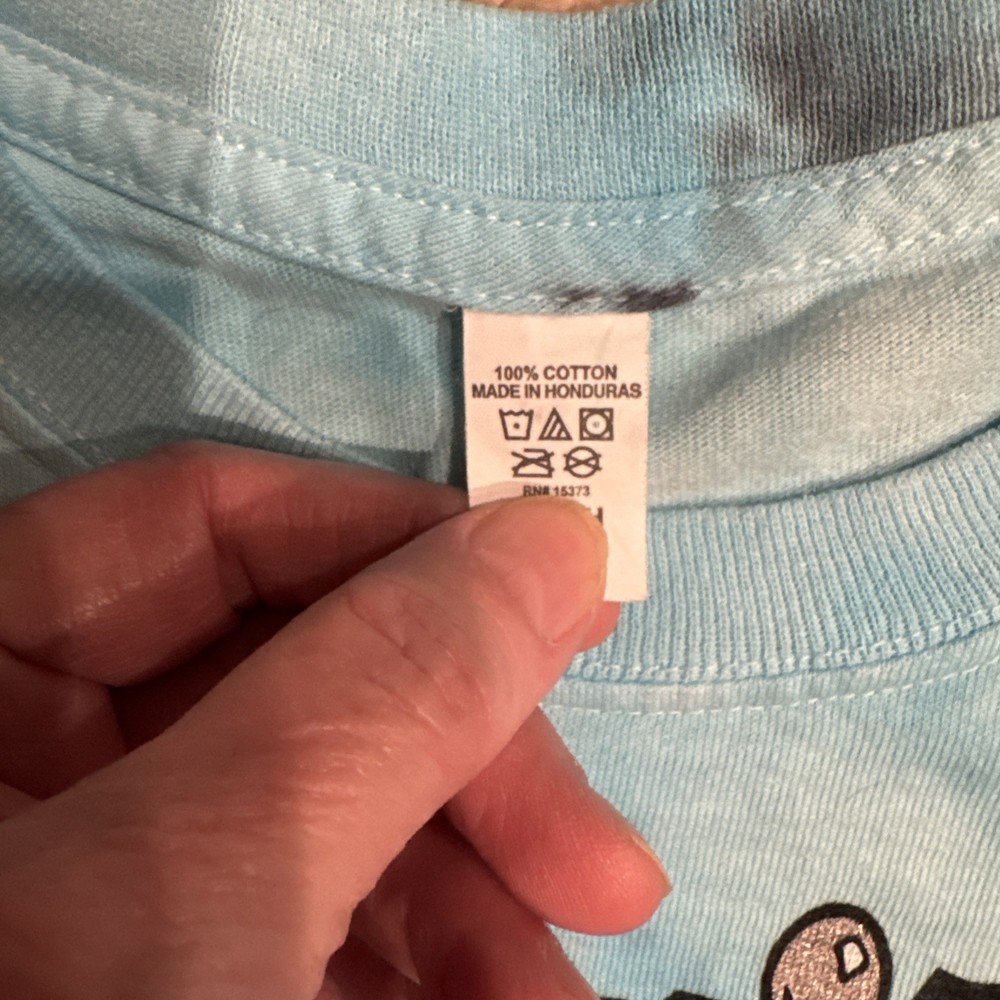 100% COTTON
MADE IN HONDURAS
RN# 15373